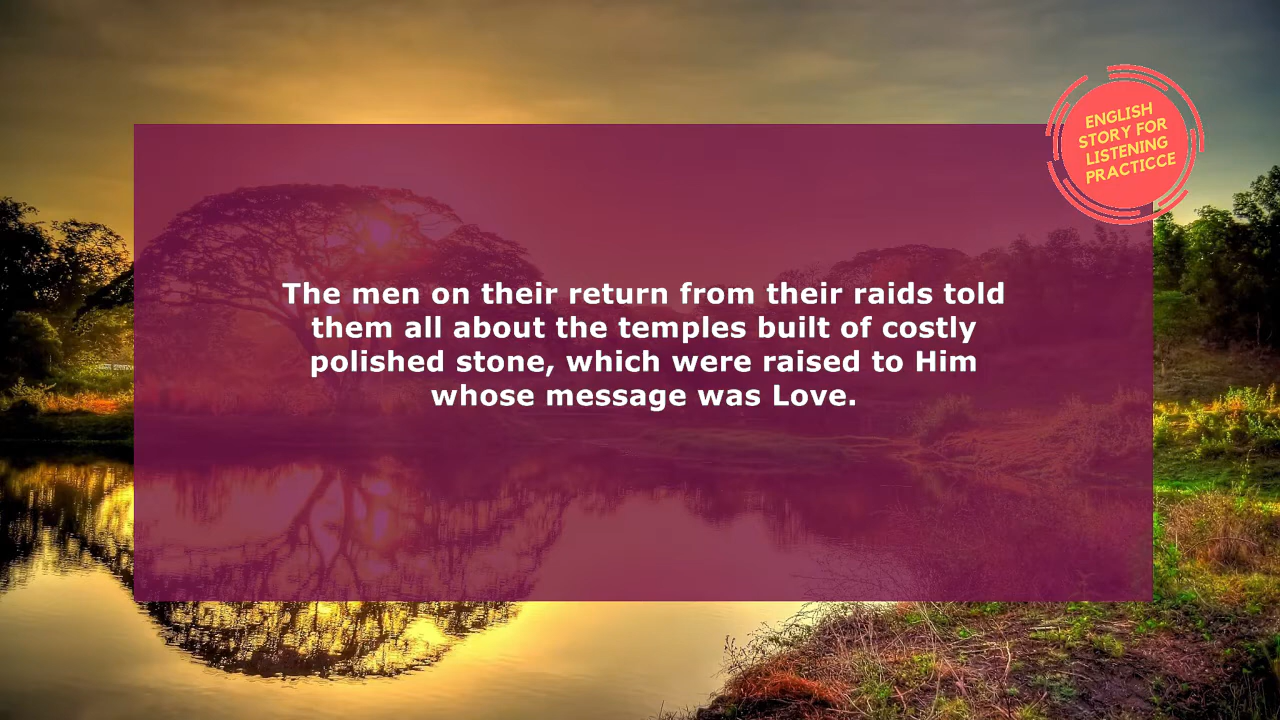 ENGLISH
STORY FOR
LISTENING
PRACTICCE
The men on their return from their raids told
them all about the temples built of costly
polished stone, which were raised to Him
whose message was Love.